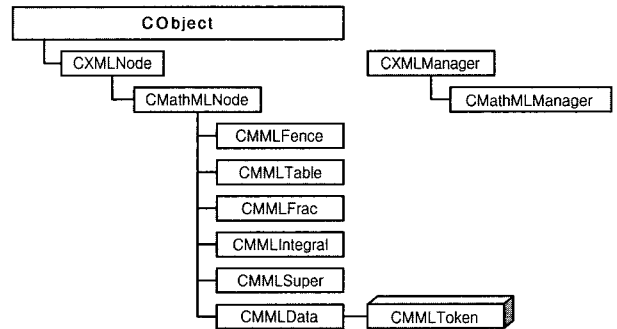 CObject
CXMLNode
CXMLManager
CMathMLNode
CMathMLManager
CMMLFence
CMMLTable
CMMLFrac
CMMLIntegral
CMMLSuper
CMMLData
CMMLToken